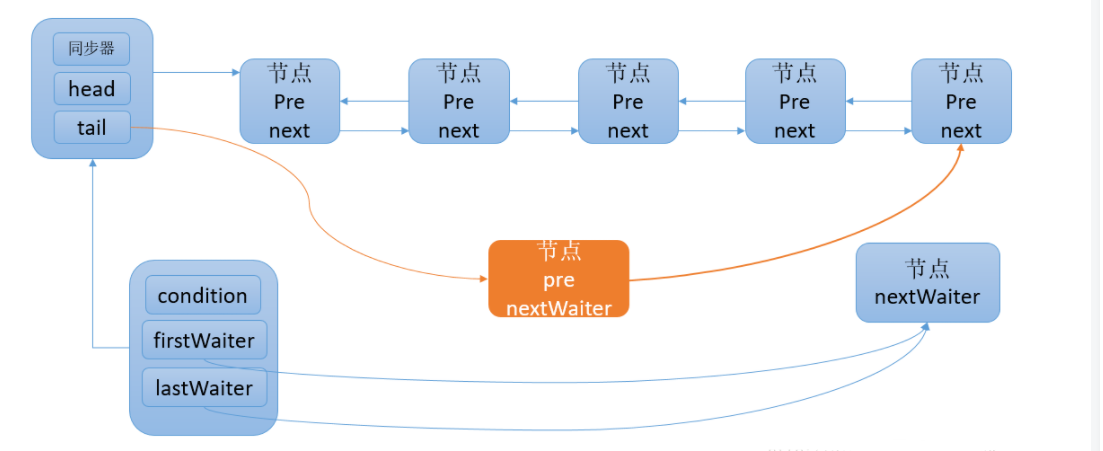 同步器
head
tail
节点
Pre
next
节点
Pre
next
节点
Pre
next
节点
Pre
next
节点
Pre
next
节点
pre
nextWaiter
节点
nextWaiter
condition
firstWaiter
lastWaiter